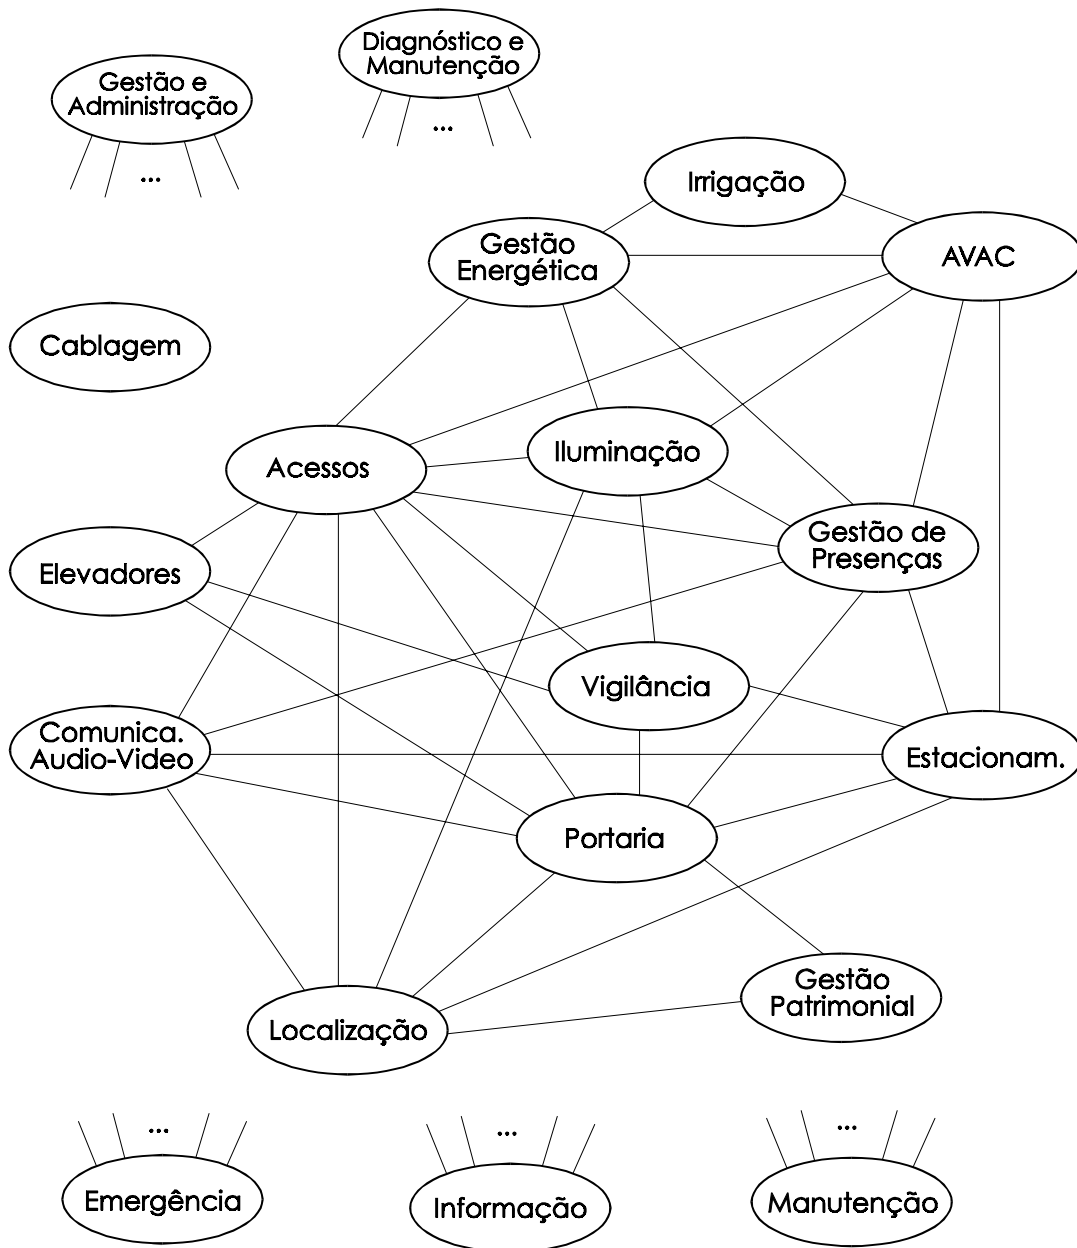 Diagnóstico e
Manutenção
...
Gestão e
Administração
...
Irrigação
Gestão
Energética
AVAC
Cablagem
Acessos
Iluminação
Gestão de
Presenças
Elevadores
Vigilância
Comunica.
Audio-Video
Estacionam.
Portaria
Gestão
Patrimonial
Localização
...
Emergência
...
Informação
...
Manutenção